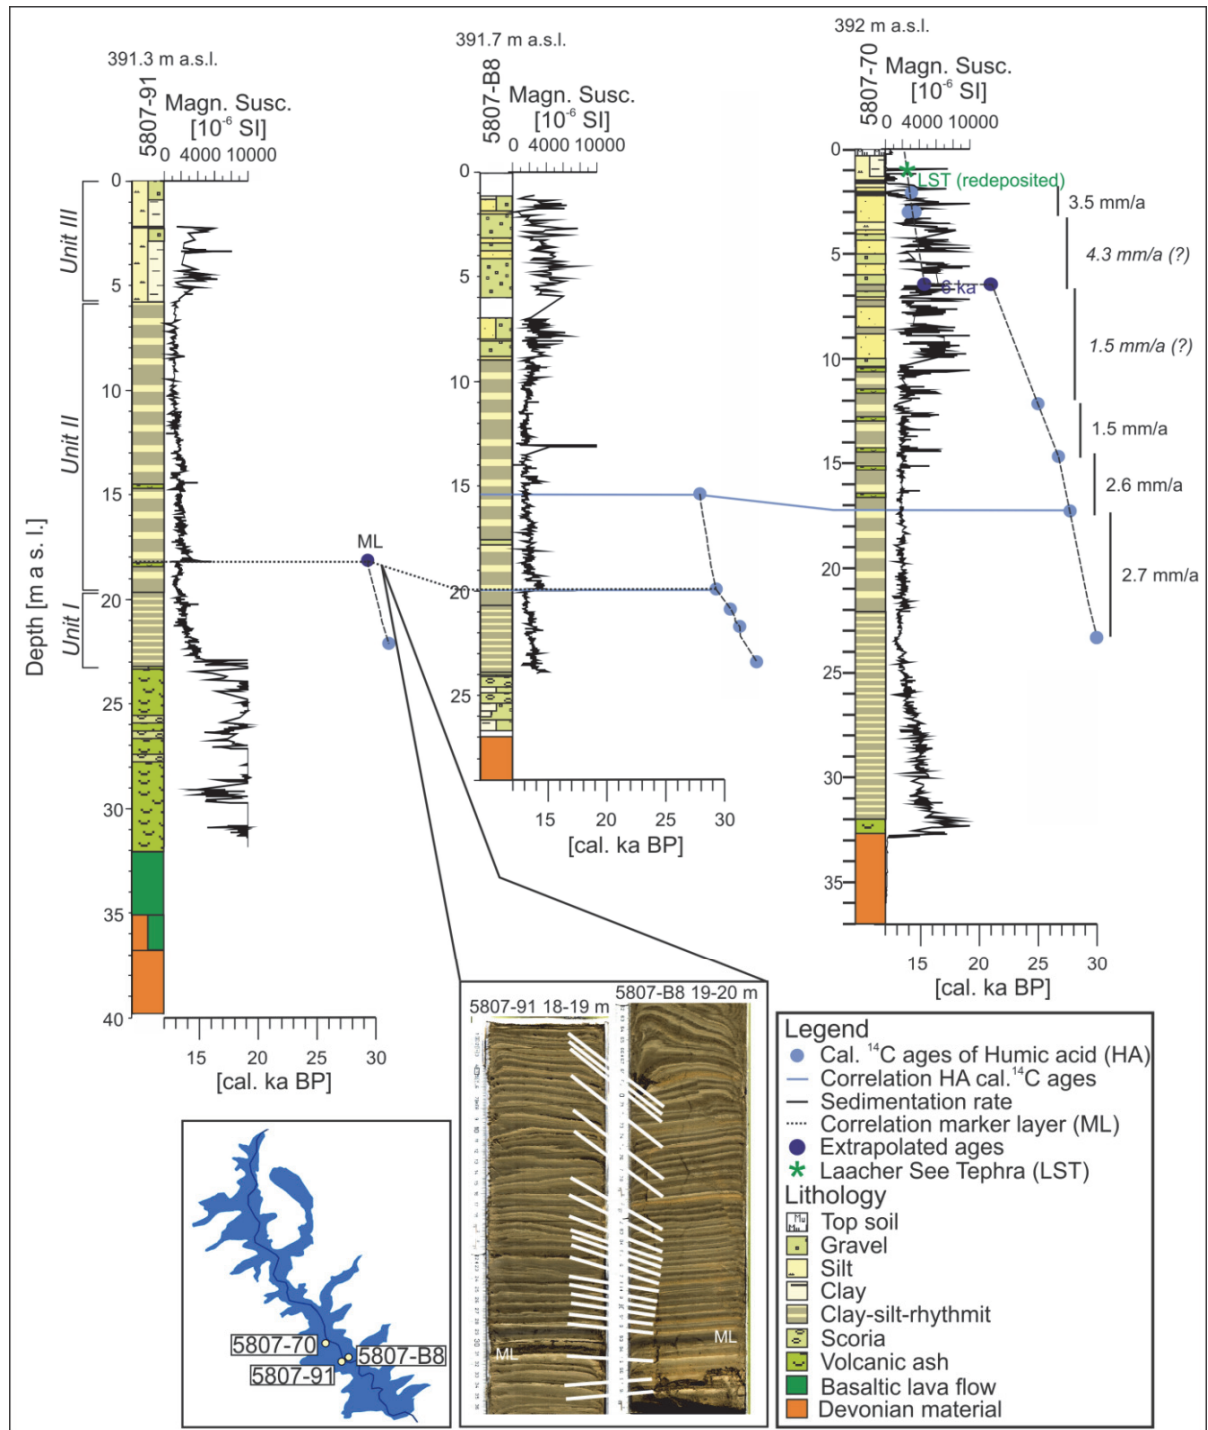 391.3 m a.s.l.
5807-91
Magn. Susc.
[10⁻⁶ SI]
0 4000 10000
391.7 m a.s.l.
5807-B8
Magn. Susc.
[10⁻⁶ SI]
0 4000 10000
392 m a.s.l.
5807-70
Magn. Susc.
[10⁻⁶ SI]
0 4000 10000
Depth [m a s. l.]
Unit III
Unit II
Unit I
0
5
10
15
20
25
30
35
40
ML
15 20 25 30
[cal. ka BP]
0
5
10
15
20
25
15 20 25 30
[cal. ka BP]
0
5
10
15
20
25
30
35
LST (redeposited)
6 ka
3.5 mm/a
4.3 mm/a (?)
1.5 mm/a (?)
1.5 mm/a
2.6 mm/a
2.7 mm/a
15 20 25 30
[cal. ka BP]
5807-70
5807-B8
5807-91
5807-91 18-19 m
5807-B8 19-20 m
ML
ML
Legend
Cal. ¹⁴C ages of Humic acid (HA)
Correlation HA cal.¹⁴C ages
Sedimentation rate
Correlation marker layer (ML)
Extrapolated ages
Laacher See Tephra (LST)
Lithology
Top soil
Gravel
Silt
Clay
Clay-silt-rhythmit
Scoria
Volcanic ash
Basaltic lava flow
Devonian material